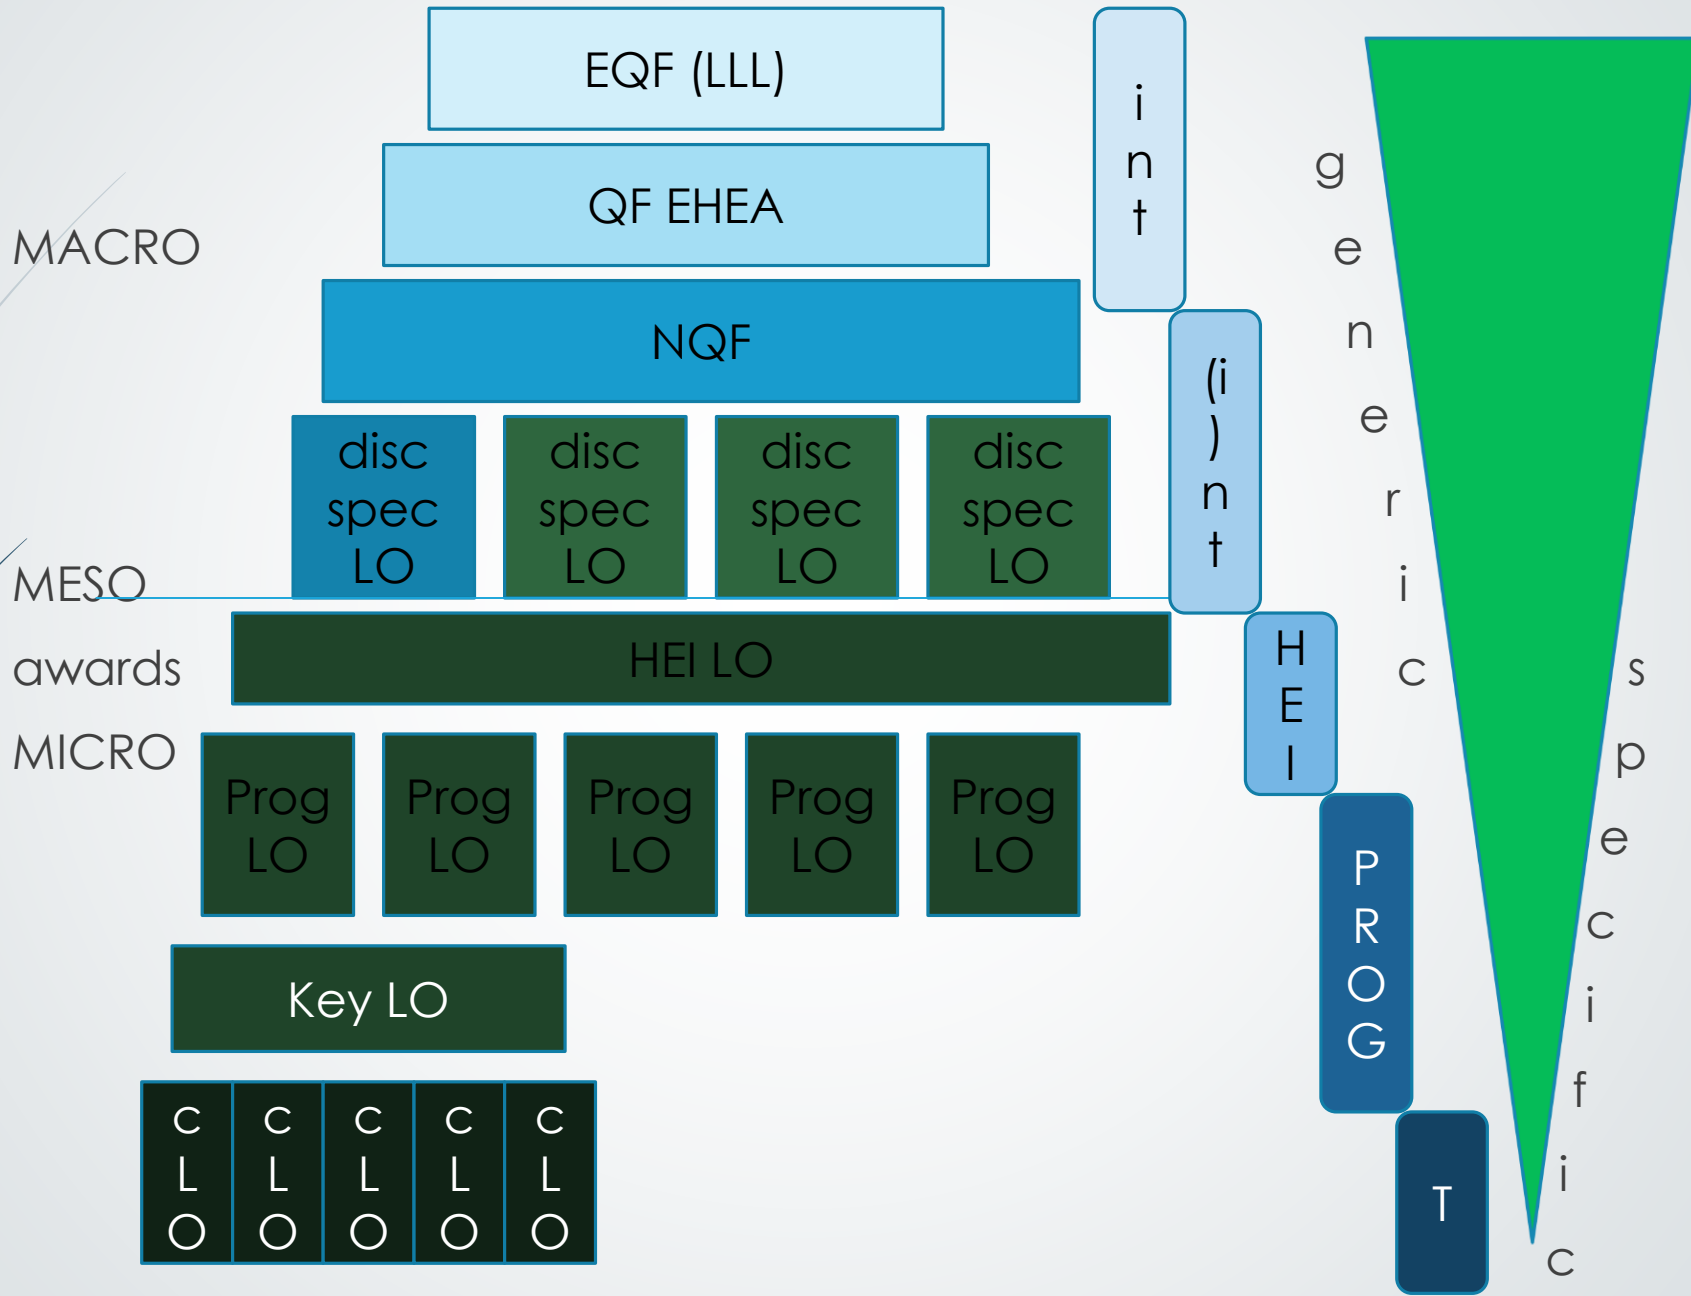 EQF (LLL)
int
QF EHEA
MACRO
NQF
(i)nt
generic
disc
spec
LO
disc
spec
LO
disc
spec
LO
disc
spec
LO
MESO
awards
HEI LO
HEI
specific
MICRO
Prog
LO
Prog
LO
Prog
LO
Prog
LO
Prog
LO
PROG
Key LO
CLO
CLO
CLO
CLO
CLO
T